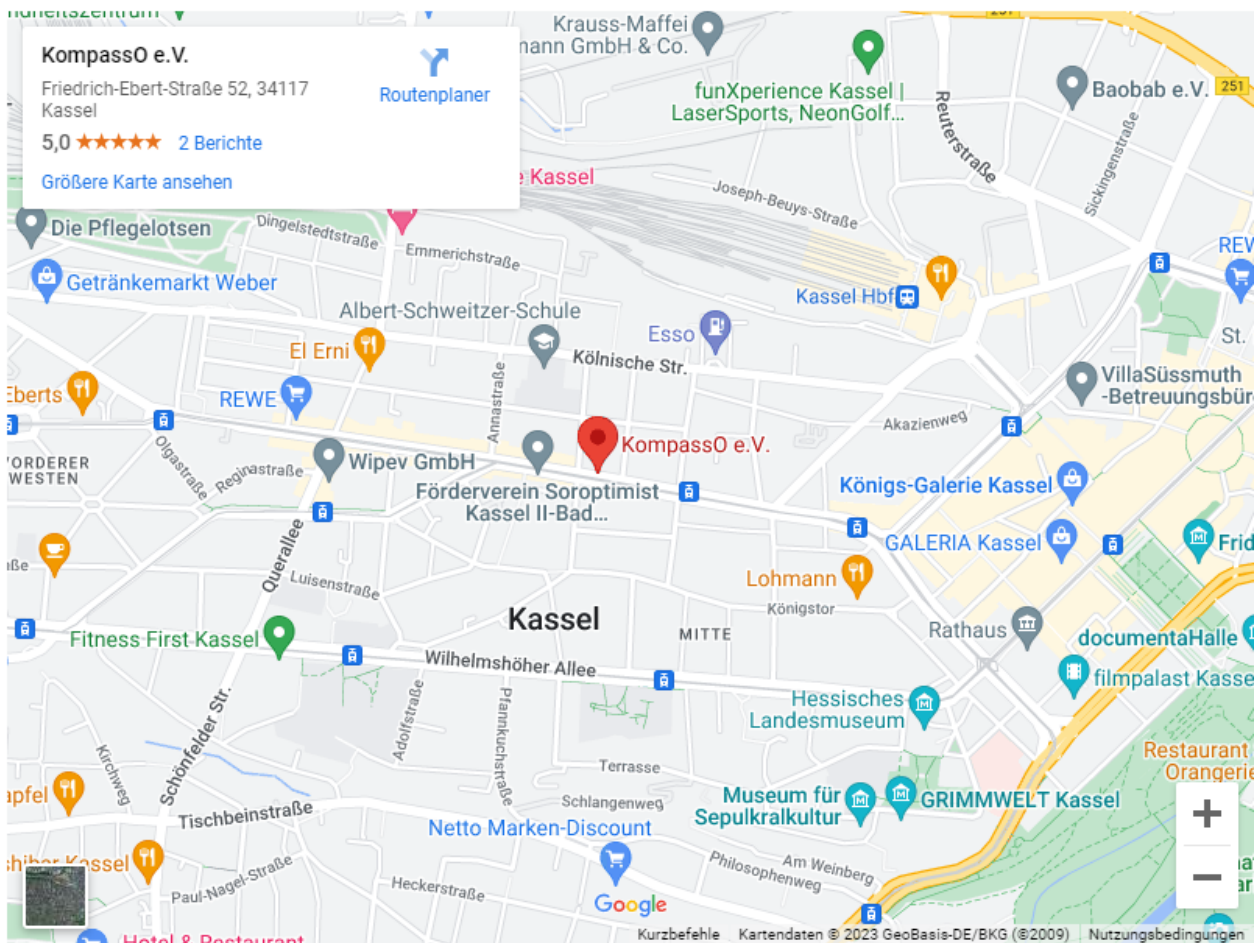 Krauss-Maffei
mann GmbH & Co.
251
KompassO e.V.
Friedrich-Ebert-Straße 52, 34117
Kassel
5,0
2 Berichte
Größere Karte ansehen
Routenplaner
funXperience Kassel |
LaserSports, NeonGolf...
Baobab e.V.
251
Reuterstraße
Sickingenstraße
Kassel
Joseph-Beuys-Straße
Die Pflegelotsen
Dingelstedtstraße
Emmerichstraße
Getränkemarkt Weber
Kassel Hbf
Albert-Schweitzer-Schule
Esso
El Erni
Kölnische Str.
St.
VillaSüssmuth
-Betreuungsbür
Eberts
REWE
Annastraße
Akazienweg
KompassO e.V.
VORDERER
WESTEN
Olgastraße
Reginastraße
Wipev GmbH
Förderverein Soroptimist
Kassel II-Bad...
Königs-Galerie Kassel
GALERIA Kassel
Querallee
Luisenstraße
Lohmann
Königstor
Kassel
MITTE
Rathaus
documentaHalle
Fitness First Kassel
Wilhelmshöher Allee
filmpalast Kasse
Hessisches
Landesmuseum
Adolfstraße
Pfannkuchstraße
Schönfelder Str.
Kirchweg
Terrasse
Restaurant
Orangerie
apfel
Schlangenweg
Museum für
Sepulkralkultur
GRIMMWELT Kassel
Tischbeinstraße
Netto Marken-Discount
Kassel
Philosophenweg
Am Weinberg
Paul-Nagel-Straße
Heckerstraße
Google
Hotel & Restaurant
Kurzbefehle
Kartendaten © 2023 GeoBasis-DE/BKG (©2009)
Nutzungsbedingungen